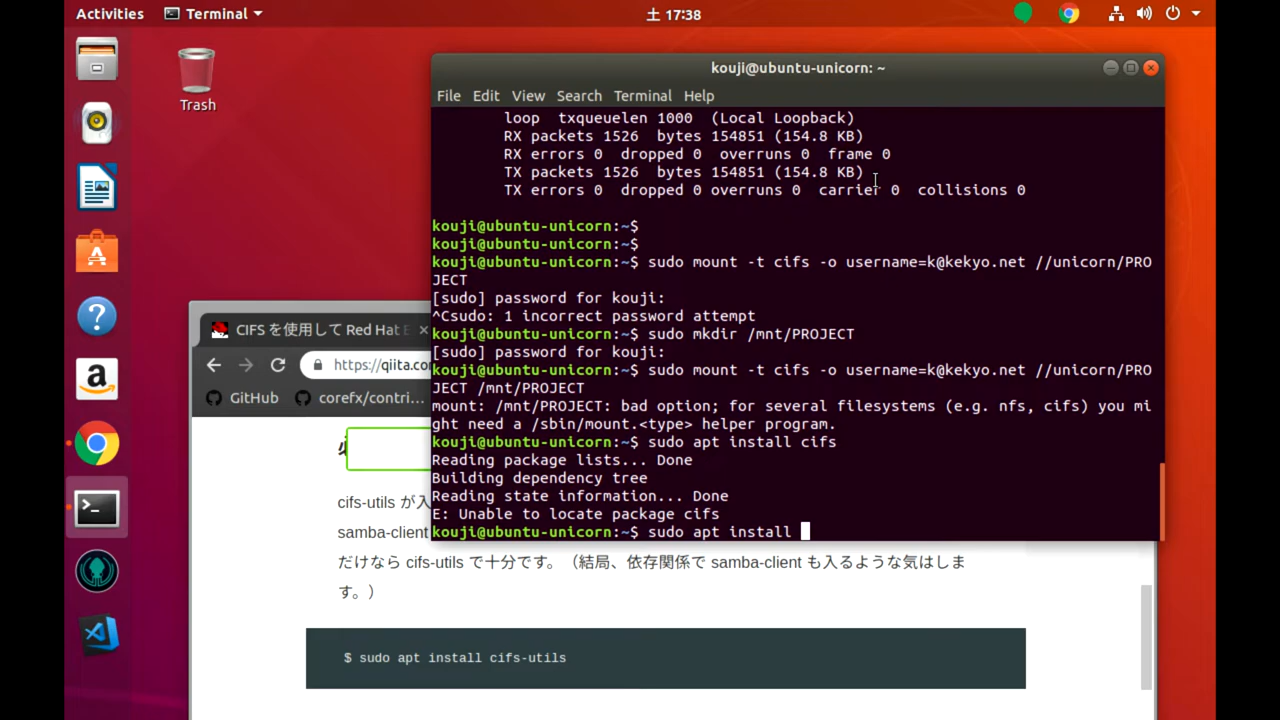 Activities
Terminal
土 17:38
Trash
kouji@ubuntu-unicorn: ~
File Edit View Search Terminal Help
loop txqueuelen 1000 (Local Loopback)
RX packets 1526 bytes 154851 (154.8 KB)
RX errors 0 dropped 0 overruns 0 frame 0
TX packets 1526 bytes 154851 (154.8 KB)
TX errors 0 dropped 0 overruns 0 carrier 0 collisions 0
kouji@ubuntu-unicorn:~$
kouji@ubuntu-unicorn:~$
kouji@ubuntu-unicorn:~$ sudo mount -t cifs -o username=k@kekyo.net //unicorn/PRO
JECT
[sudo] password for kouji:
^Csudo: 1 incorrect password attempt
kouji@ubuntu-unicorn:~$ sudo mkdir /mnt/PROJECT
[sudo] password for kouji:
kouji@ubuntu-unicorn:~$ sudo mount -t cifs -o username=k@kekyo.net //unicorn/PRO
JECT /mnt/PROJECT
mount: /mnt/PROJECT: bad option; for several filesystems (e.g. nfs, cifs) you mi
ght need a /sbin/mount.<type> helper program.
kouji@ubuntu-unicorn:~$ sudo apt install cifs
Reading package lists... Done
Building dependency tree
Reading state information... Done
E: Unable to locate package cifs
kouji@ubuntu-unicorn:~$ sudo apt install
CIFS を使用して Red Hat E
https://qiita.co
GitHub corefx/contri...
cifs-utils が入
samba-client
だけなら cifs-utils で十分です。（結局、依存関係で samba-client も入るような気はしま
す。）
$ sudo apt install cifs-utils